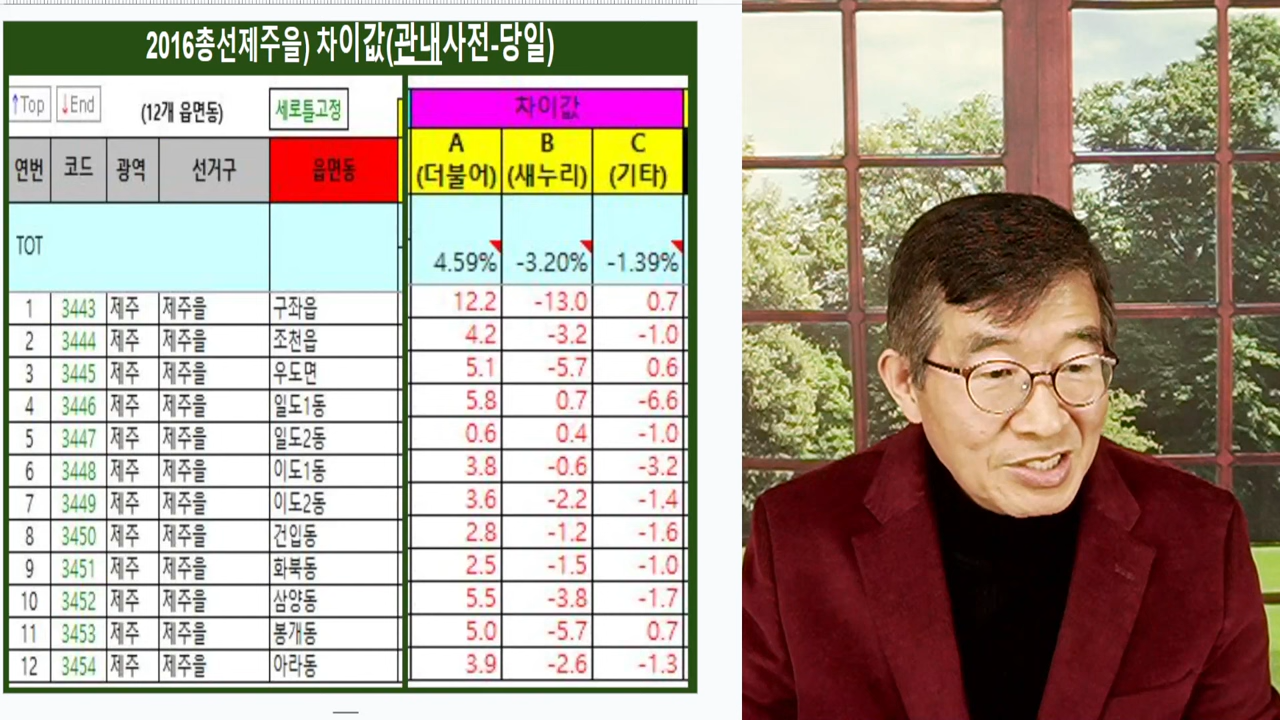 2016총선제주을) 차이값(관내사전-당일)
↑Top ↓End (12개 읍면동) 세로틀고정 차이값
연번 코드 광역 선거구 읍면동 A (더불어) B (새누리) C (기타)
TOT 4.59% -3.20% -1.39%
1 3443 제주 제주을 구좌읍 12.2 -13.0 0.7
2 3444 제주 제주을 조천읍 4.2 -3.2 -1.0
3 3445 제주 제주을 우도면 5.1 -5.7 0.6
4 3446 제주 제주을 일도1동 5.8 0.7 -6.6
5 3447 제주 제주을 일도2동 0.6 0.4 -1.0
6 3448 제주 제주을 이도1동 3.8 -0.6 -3.2
7 3449 제주 제주을 이도2동 3.6 -2.2 -1.4
8 3450 제주 제주을 건입동 2.8 -1.2 -1.6
9 3451 제주 제주을 화북동 2.5 -1.5 -1.0
10 3452 제주 제주을 삼양동 5.5 -3.8 -1.7
11 3453 제주 제주을 봉개동 5.0 -5.7 0.7
12 3454 제주 제주을 아라동 3.9 -2.6 -1.3